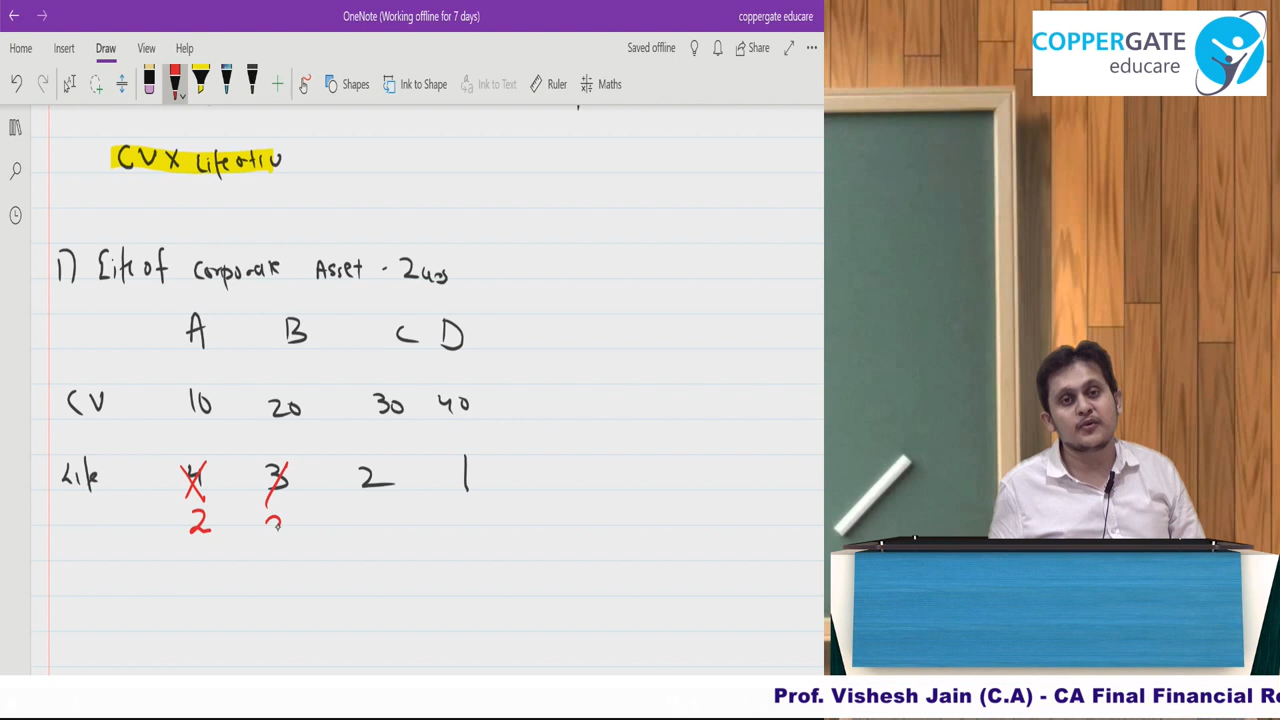 OneNote (Working offline for 7 days)
coppergate educare
Home Insert Draw View Help
Saved offline Share
Shapes Ink to Shape Ink to Text Ruler Maths
COPPERGATE
educare
CV X Life ratio
1) Life of Corporate Asset - 2 yrs
A B C D
CV 10 20 30 40
Life 4 3 2 1
2 2
Prof. Vishesh Jain (C.A) - CA Final Financial Re